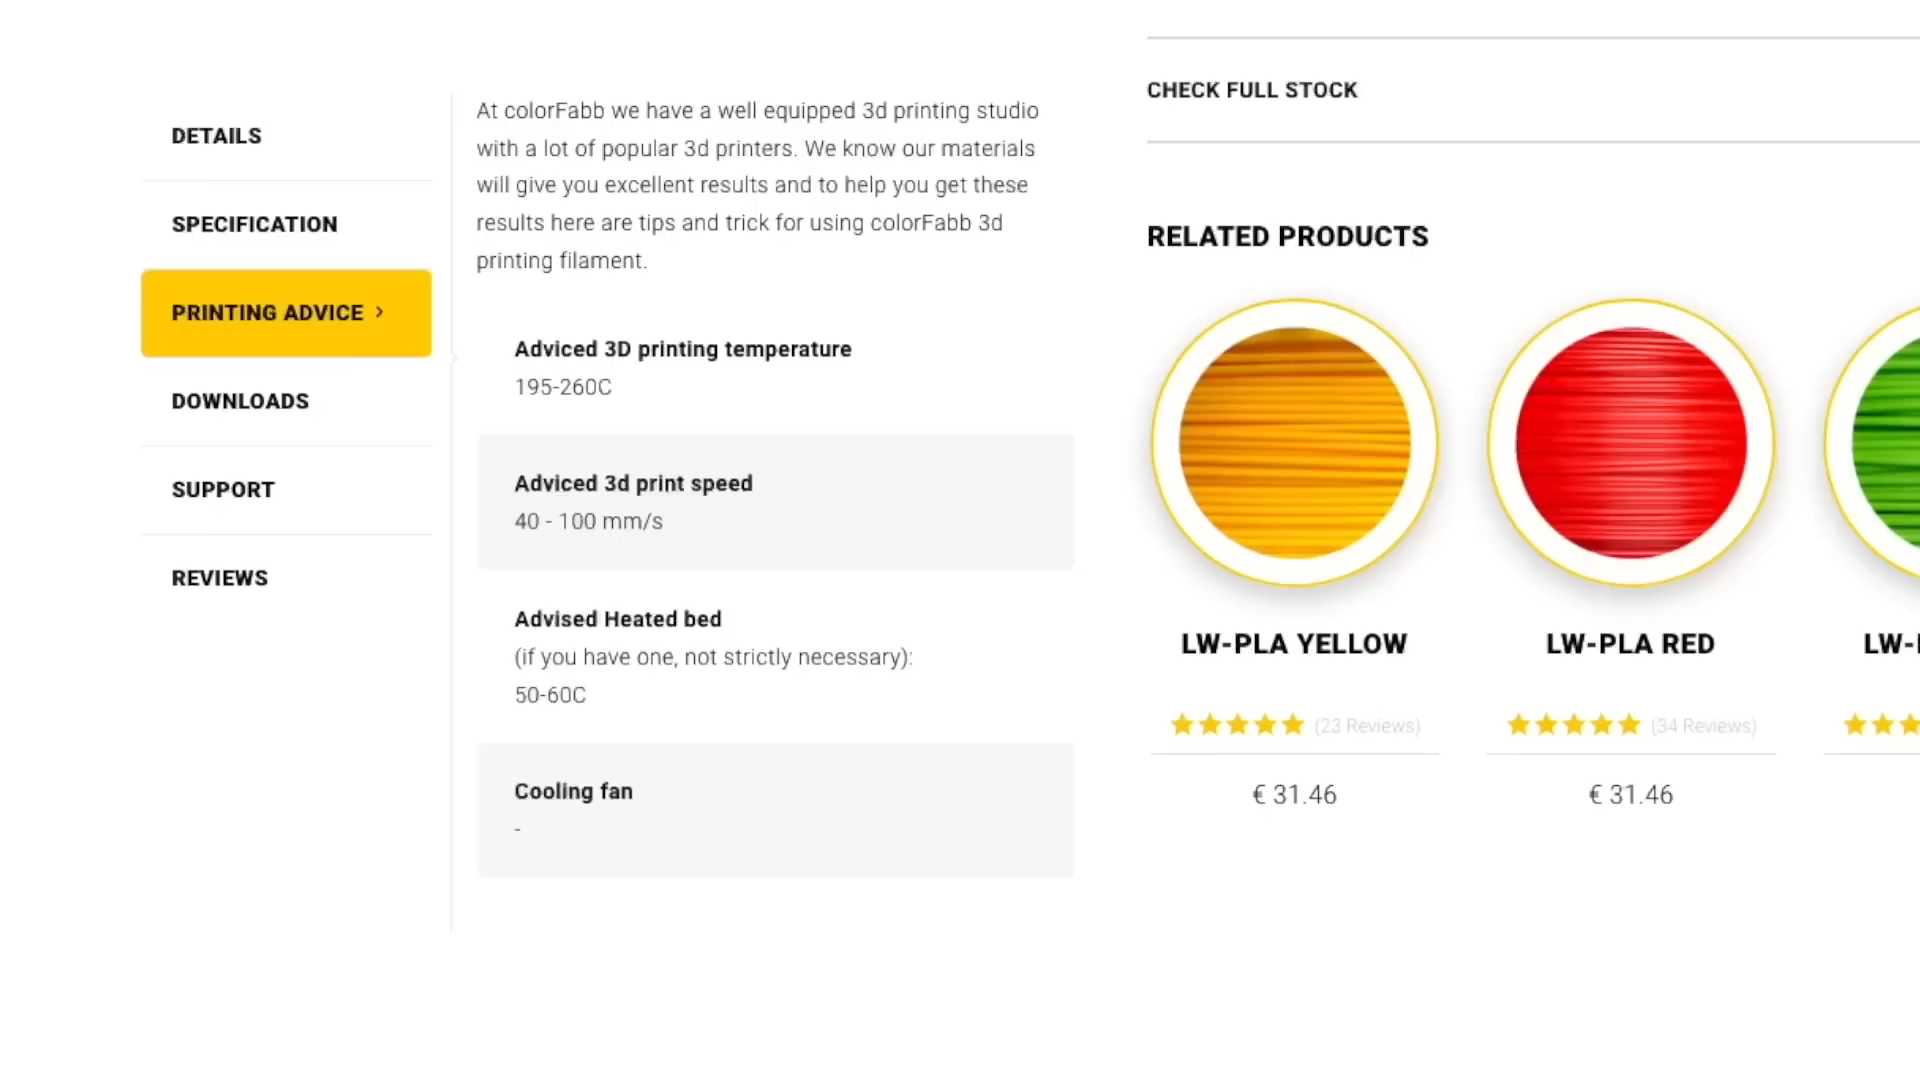 DETAILS
SPECIFICATION
PRINTING ADVICE
DOWNLOADS
SUPPORT
REVIEWS
At colorFabb we have a well equipped 3d printing studio
with a lot of popular 3d printers. We know our materials
will give you excellent results and to help you get these
results here are tips and trick for using colorFabb 3d
printing filament.
Adviced 3D printing temperature
195-260C
Adviced 3d print speed
40 - 100 mm/s
Advised Heated bed
(if you have one, not strictly necessary):
50-60C
Cooling fan
-
CHECK FULL STOCK
RELATED PRODUCTS
LW-PLA YELLOW
(23 Reviews)
€ 31.46
LW-PLA RED
(34 Reviews)
€ 31.46